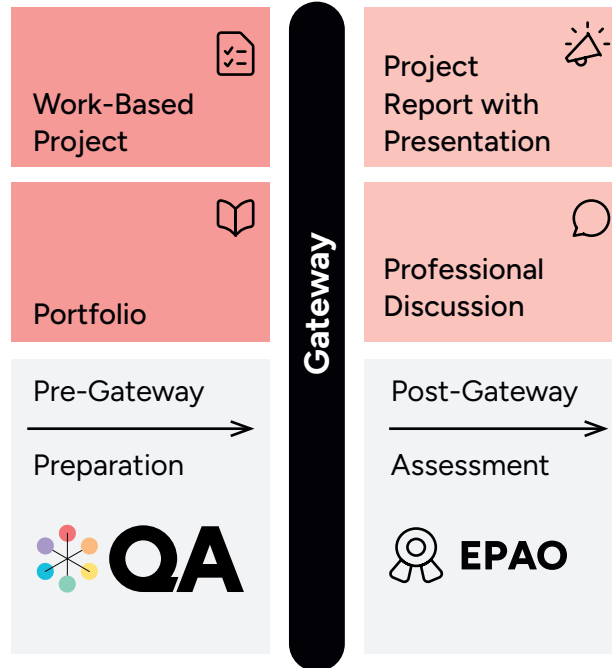 Work-Based
Project
Portfolio
Pre-Gateway
Preparation
QA
Gateway
Project
Report with
Presentation
Professional
Discussion
Post-Gateway
Assessment
EPAO